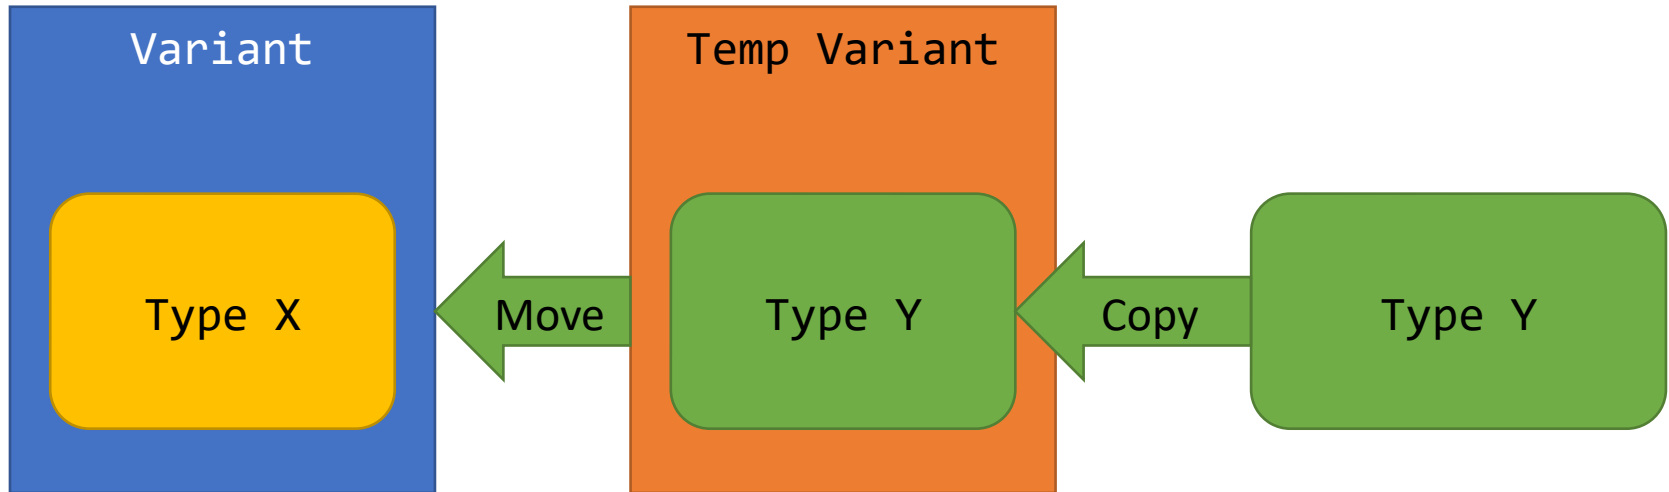 Variant
Temp Variant
Type X
Move
Type Y
Copy
Type Y